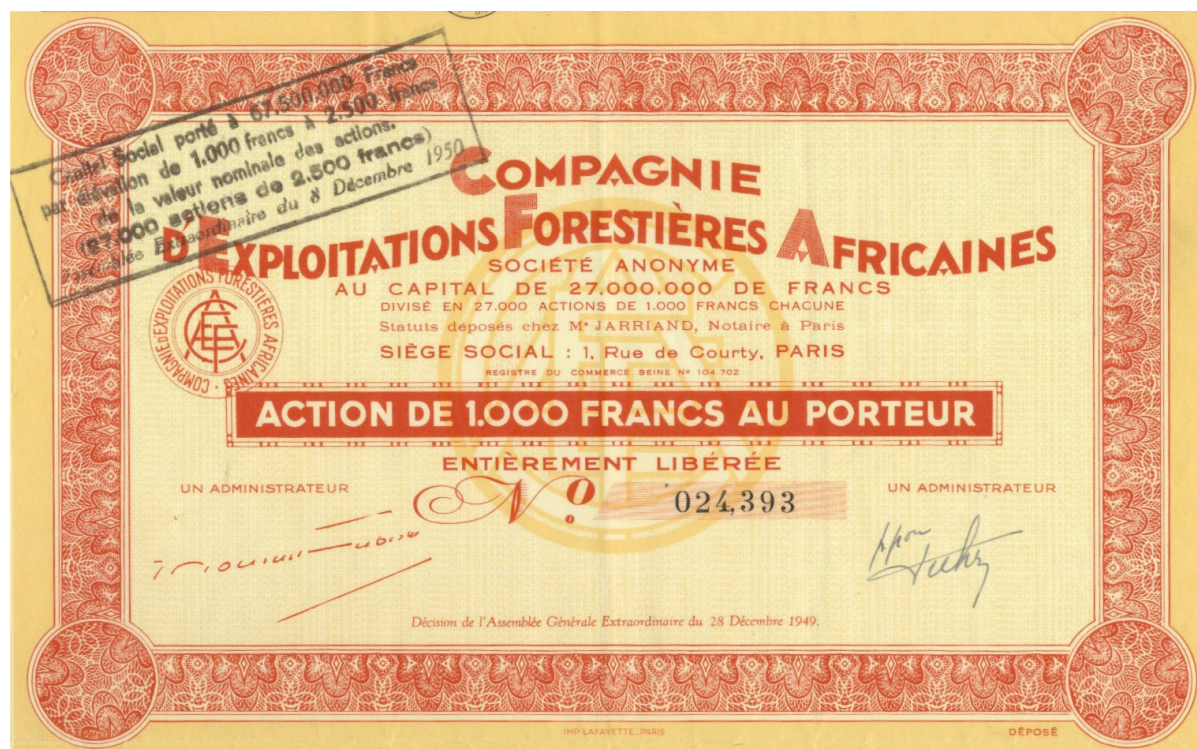 Capital Social porté à 67.500.000 Francs
par élévation de 1.000 francs à 2.500 francs
de la valeur nominale des actions.
(27.000 actions de 2.500 francs)
Assemblée Extraordinaire du 8 Décembre 1950
COMPAGNIE
D'EXPLOITATIONS FORESTIÈRES AFRICAINES
SOCIÉTÉ ANONYME
AU CAPITAL DE 27.000.000 DE FRANCS
DIVISÉ EN 27.000 ACTIONS DE 1.000 FRANCS CHACUNE
Statuts déposés chez Mᵉ JARRIAND, Notaire à Paris
SIÈGE SOCIAL : 1, Rue de Courty, PARIS
REGISTRE DU COMMERCE SEINE Nº 104.702
COMPAGNIE D'EXPLOITATIONS FORESTIÈRES AFRICAINES
ACTION DE 1.000 FRANCS AU PORTEUR
ENTIÈREMENT LIBÉRÉE
UN ADMINISTRATEUR
Nº. 024,393
UN ADMINISTRATEUR
Décision de l'Assemblée Générale Extraordinaire du 28 Décembre 1949.
IMP. LAFAYETTE_PARIS
DÉPOSÉ